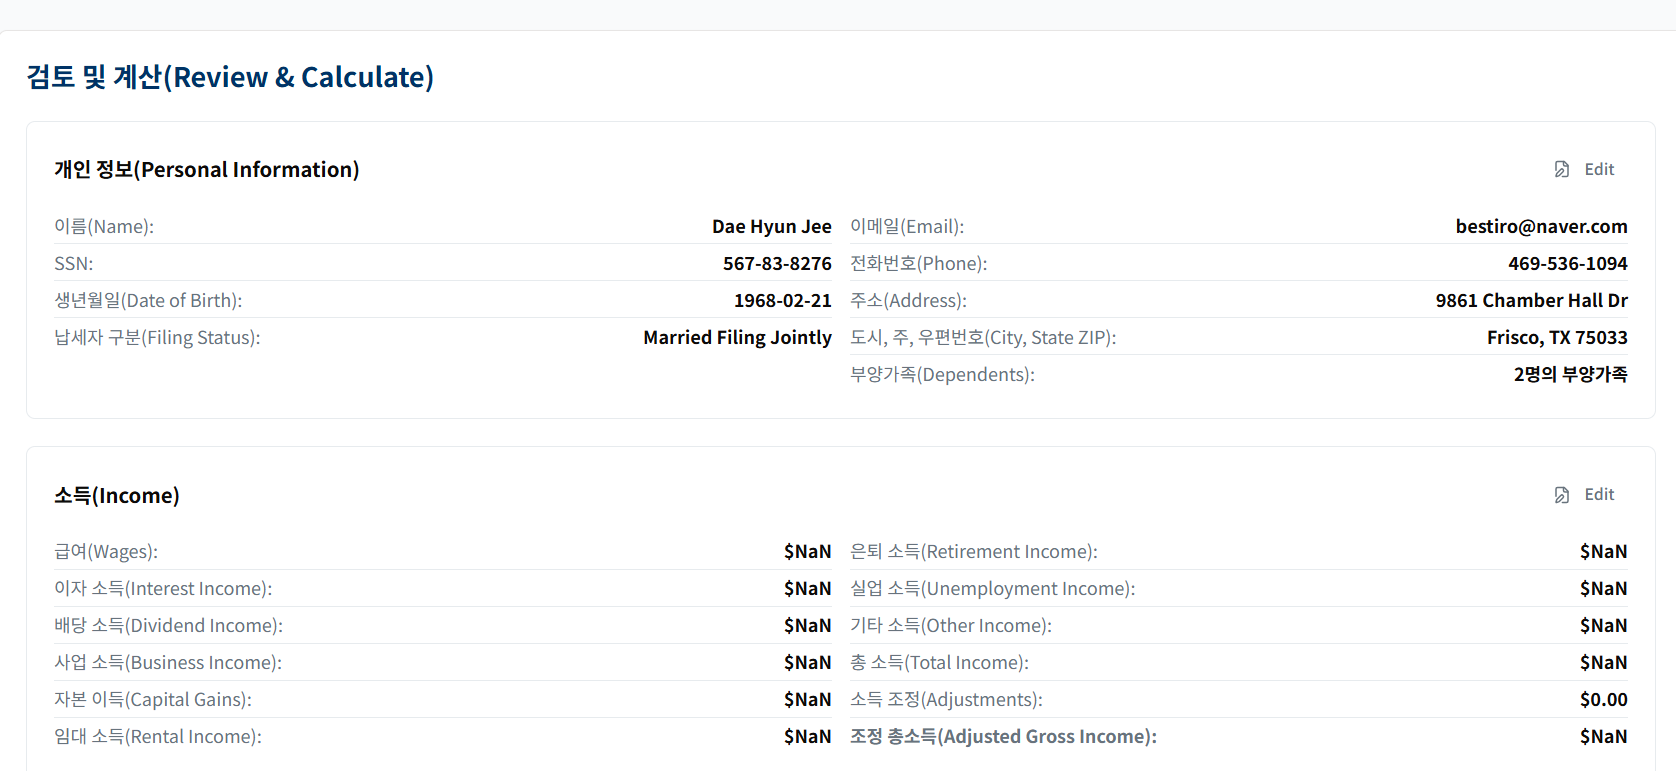 검토 및 계산(Review & Calculate)
개인 정보(Personal Information)
Edit
이름(Name): Dae Hyun Jee
이메일(Email): bestiro@naver.com
SSN: 567-83-8276
전화번호(Phone): 469-536-1094
생년월일(Date of Birth): 1968-02-21
주소(Address): 9861 Chamber Hall Dr
납세자 구분(Filing Status): Married Filing Jointly
도시, 주, 우편번호(City, State ZIP): Frisco, TX 75033
부양가족(Dependents): 2명의 부양가족
소득(Income)
Edit
급여(Wages): $NaN
은퇴 소득(Retirement Income): $NaN
이자 소득(Interest Income): $NaN
실업 소득(Unemployment Income): $NaN
배당 소득(Dividend Income): $NaN
기타 소득(Other Income): $NaN
사업 소득(Business Income): $NaN
총 소득(Total Income): $NaN
자본 이득(Capital Gains): $NaN
소득 조정(Adjustments): $0.00
임대 소득(Rental Income): $NaN
조정 총소득(Adjusted Gross Income): $NaN